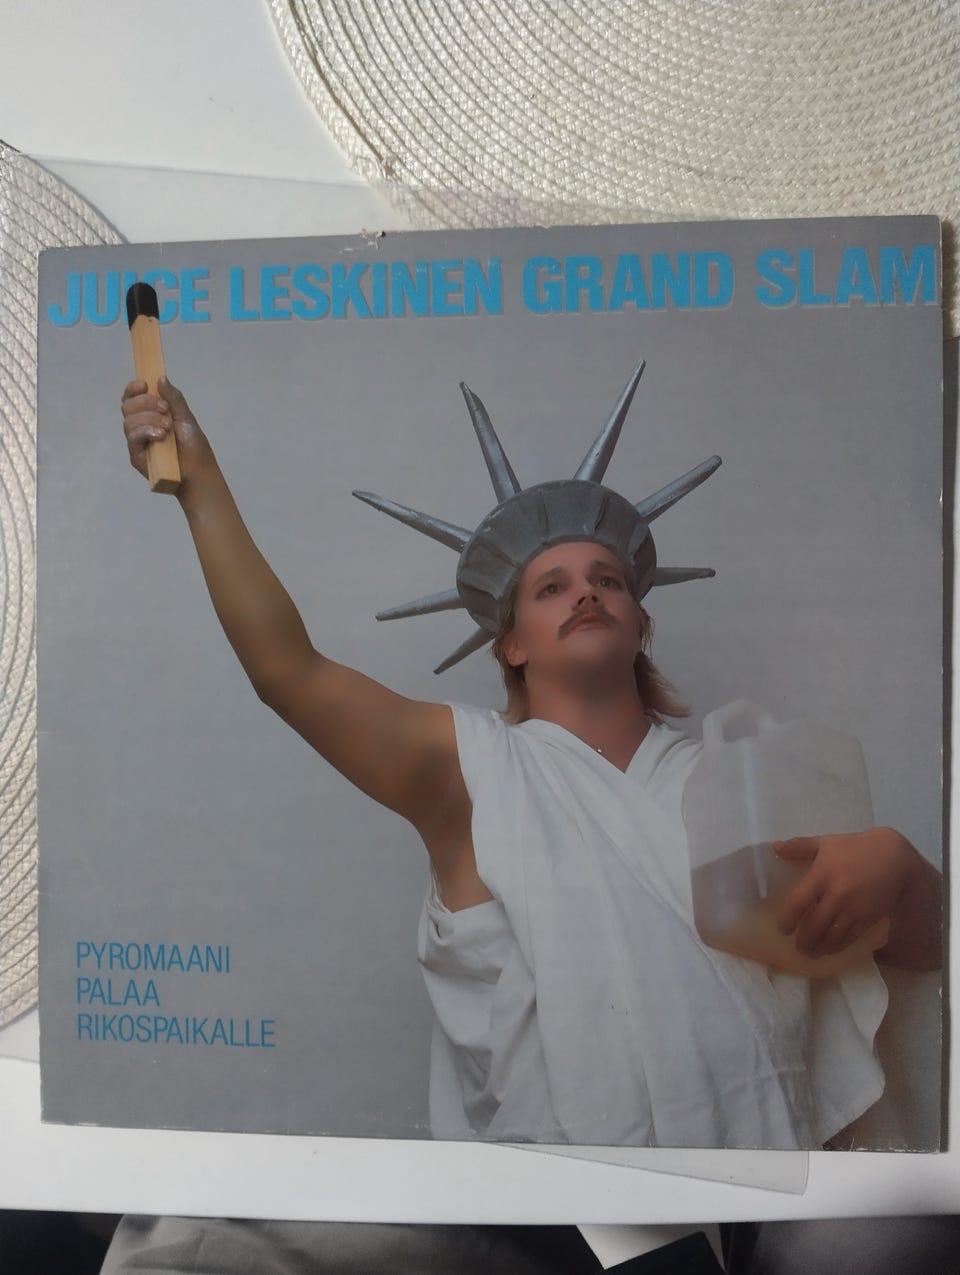 JUICE LESKINEN GRAND SLAM
PYROMAANI
PALAA
RIKOSPAIKALLE